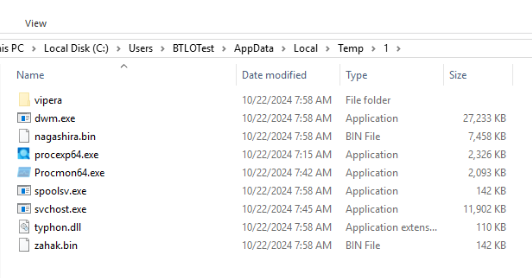 View
his PC > Local Disk (C:) > Users > BTLOTest > AppData > Local > Temp > 1 >
Name Date modified Type Size
vipera 10/22/2024 7:58 AM File folder
dwm.exe 10/22/2024 7:58 AM Application 27,233 KB
nagashira.bin 10/22/2024 7:58 AM BIN File 7,458 KB
procexp64.exe 10/22/2024 7:15 AM Application 2,326 KB
Procmon64.exe 10/22/2024 7:42 AM Application 2,093 KB
spoolsv.exe 10/22/2024 7:58 AM Application 142 KB
svchost.exe 10/22/2024 7:45 AM Application 11,902 KB
typhon.dll 10/22/2024 7:58 AM Application extens... 110 KB
zahak.bin 10/22/2024 7:58 AM BIN File 142 KB